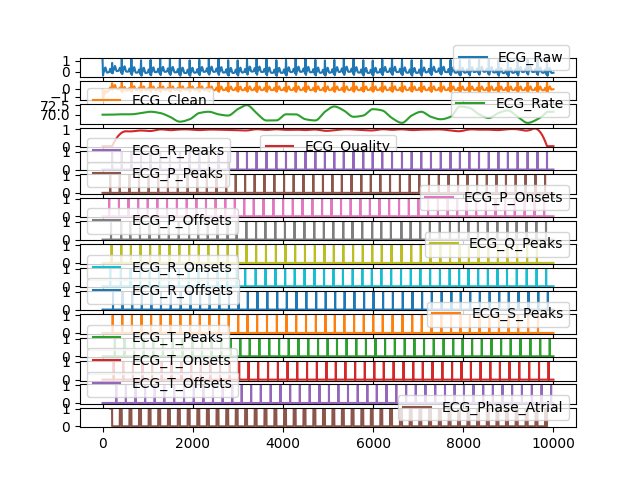 1
0
ECG_Raw
0
−1
ECG_Clean
72.5
70.0
ECG_Rate
1
0
ECG_Quality
1
0
ECG_R_Peaks
1
0
ECG_P_Peaks
1
0
ECG_P_Onsets
1
0
ECG_P_Offsets
1
0
ECG_Q_Peaks
1
0
ECG_R_Onsets
1
0
ECG_R_Offsets
1
0
ECG_S_Peaks
1
0
ECG_T_Peaks
1
0
ECG_T_Onsets
1
0
ECG_T_Offsets
1
0
ECG_Phase_Atrial
0 2000 4000 6000 8000 10000